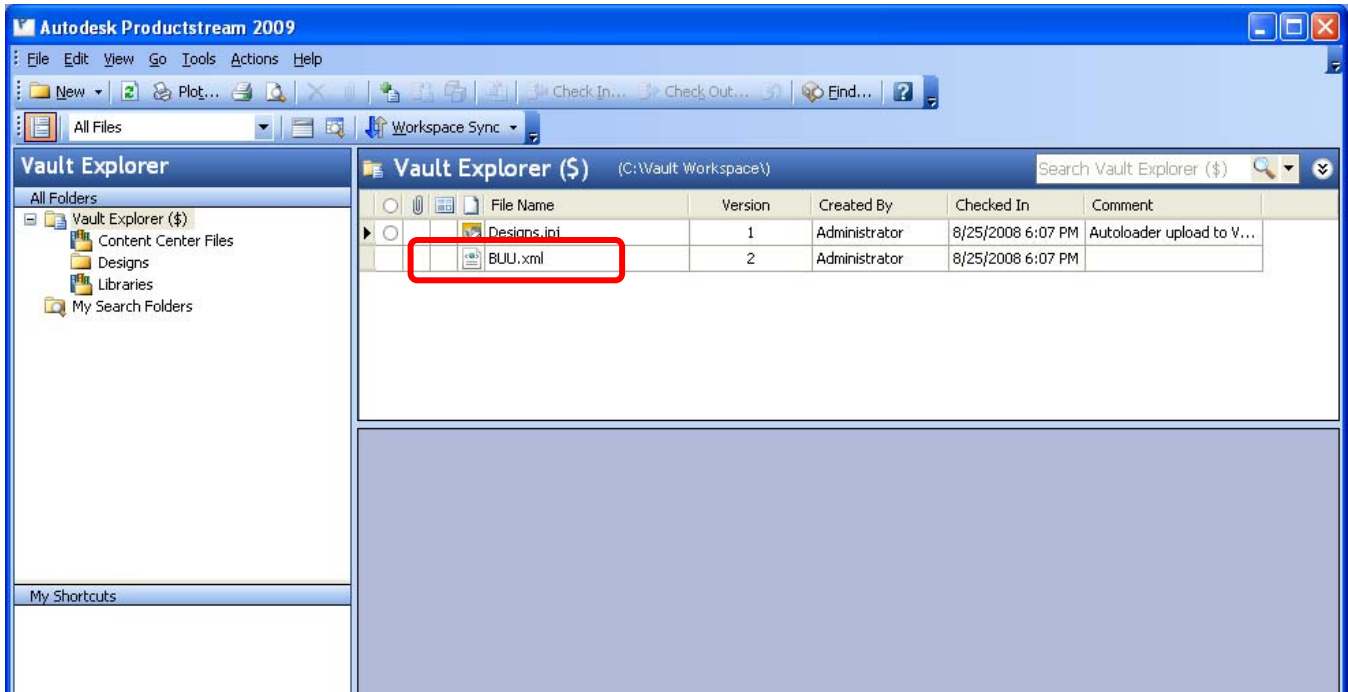 Autodesk Productstream 2009
File Edit View Go Tools Actions Help
New Plot... Check In... Check Out... Find...
All Files Workspace Sync
Vault Explorer Vault Explorer ($) (C:\Vault Workspace\) Search Vault Explorer ($)
All Folders File Name Version Created By Checked In Comment
Vault Explorer ($)
Designs.ipj 1 Administrator 8/25/2008 6:07 PM Autoloader upload to V...
Content Center Files
BUU.xml 2 Administrator 8/25/2008 6:07 PM
Designs
Libraries
My Search Folders
My Shortcuts